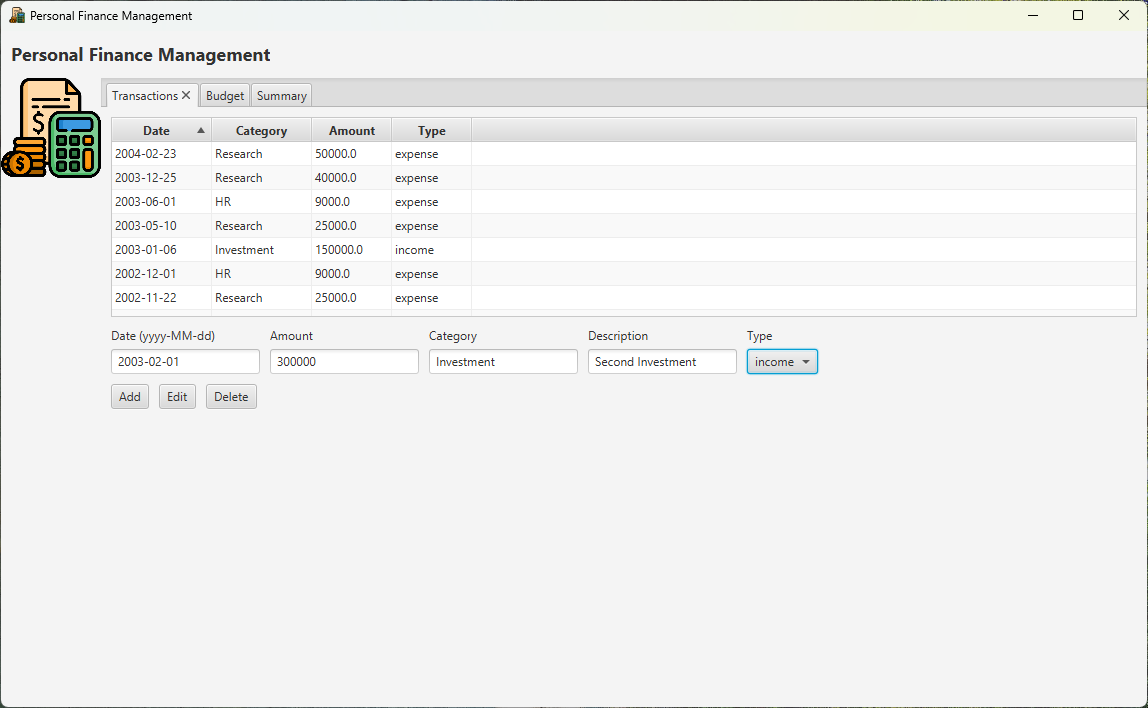 Personal Finance Management
Personal Finance Management
Transactions Budget Summary
Date Category Amount Type
2004-02-23 Research 50000.0 expense
2003-12-25 Research 40000.0 expense
2003-06-01 HR 9000.0 expense
2003-05-10 Research 25000.0 expense
2003-01-06 Investment 150000.0 income
2002-12-01 HR 9000.0 expense
2002-11-22 Research 25000.0 expense
Date (yyyy-MM-dd) Amount Category Description Type
2003-02-01 300000 Investment Second Investment income
Add Edit Delete